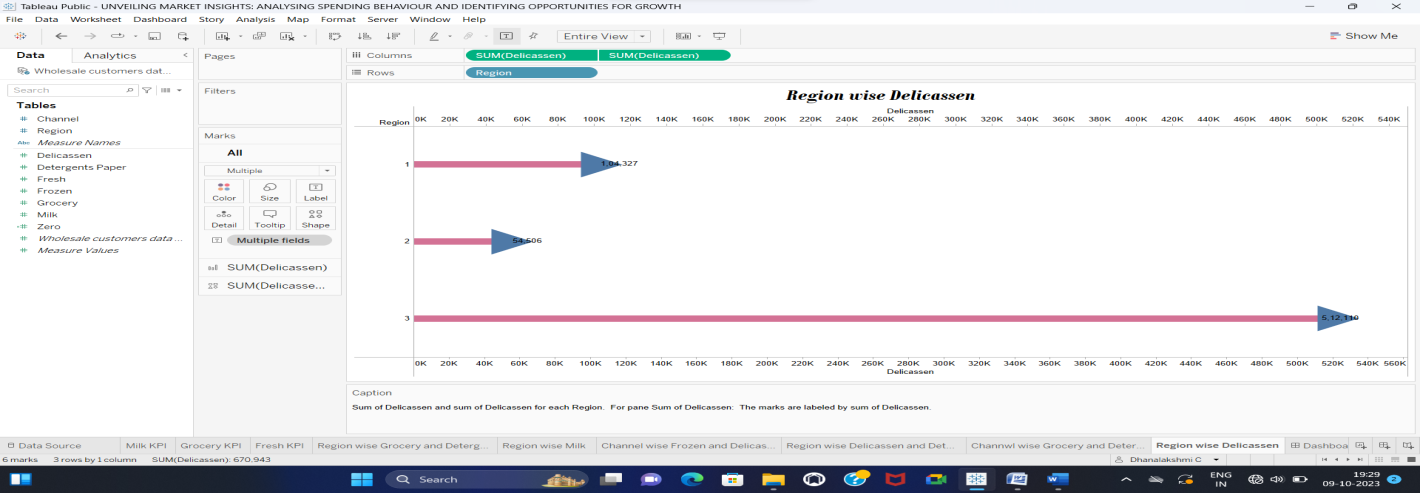 Tableau Public - UNVEILING MARKET INSIGHTS: ANALYSING SPENDING BEHAVIOUR AND IDENTIFYING OPPORTUNITIES FOR GROWTH
File Data Worksheet Dashboard Story Analysis Map Format Server Window Help
Entire View Show Me
Data Analytics
Wholesale customers dat...
Search
Tables
Channel
Region
Abc Measure Names
Delicassen
Detergents Paper
Fresh
Frozen
Grocery
Milk
Zero
Wholesale customers data ...
Measure Values
Pages
Filters
Marks
All
Multiple
Color Size Label
Detail Tooltip Shape
Multiple fields
SUM(Delicassen)
SUM(Delicasse...
Columns SUM(Delicassen) SUM(Delicassen)
Rows Region
Region wise Delicassen
Delicassen
Region 0K 20K 40K 60K 80K 100K 120K 140K 160K 180K 200K 220K 240K 260K 280K 300K 320K 340K 360K 380K 400K 420K 440K 460K 480K 500K 520K 540K
1 1,04,327
2 54,506
3 5,12,110
0K 20K 40K 60K 80K 100K 120K 140K 160K 180K 200K 220K 240K 260K 280K 300K 320K 340K 360K 380K 400K 420K 440K 460K 480K 500K 520K 540K 560K
Delicassen
Caption
Sum of Delicassen and sum of Delicassen for each Region. For pane Sum of Delicassen: The marks are labeled by sum of Delicassen.
Data Source Milk KPI Grocery KPI Fresh KPI Region wise Grocery and Deterg... Region wise Milk Channel wise Frozen and Delicas... Region wise Delicassen and Det... Channwl wise Grocery and Deter... Region wise Delicassen Dashboa
6 marks 3 rows by 1 column SUM(Delicassen): 670,943 Dhanalakshmi C
Search
ENG
IN
19:29
09-10-2023
2